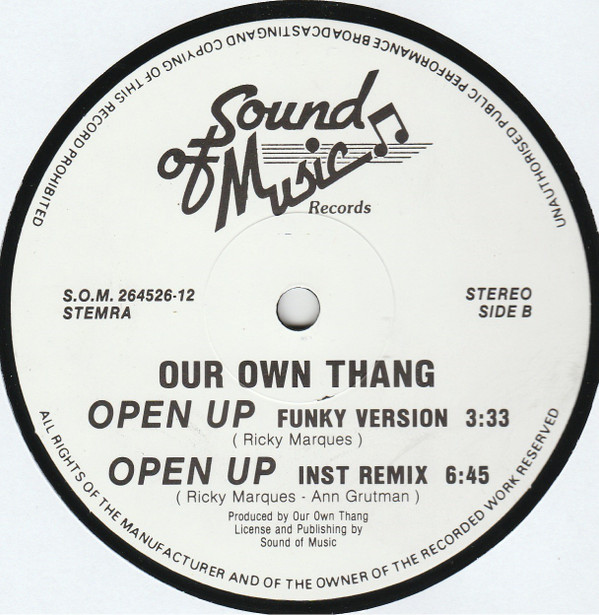 UNAUTHORISED PUBLIC PERFORMANCE BROADCASTING AND COPYING OF THIS RECORD PROHIBITED
Sound
of Music
Records
S.O.M. 264526-12
STEMRA
STEREO
SIDE B
OUR OWN THANG
OPEN UP FUNKY VERSION 3:33
( Ricky Marques )
OPEN UP INST REMIX 6:45
( Ricky Marques - Ann Grutman )
Produced by Our Own Thang
License and Publishing by
Sound of Music
ALL RIGHTS OF THE MANUFACTURER AND OF THE OWNER OF THE RECORDED WORK RESERVED